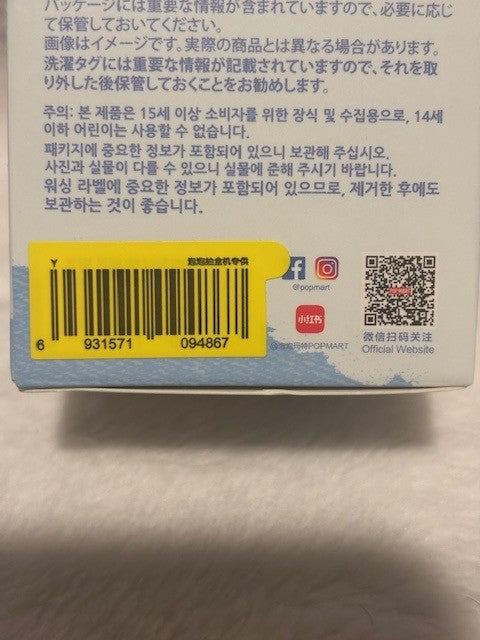 パッケージには重要な情報が含まれていますので、必要に応じ
て保管しておいてください。
画像はイメージです。実際の商品とは異なる場合があります。
洗濯タグには重要な情報が記載されていますので、それを取
り外した後保管しておくことをお勧めします。
주의: 본 제품은 15세 이상 소비자를 위한 장식 및 수집용으로, 14세
이하 어린이는 사용할 수 없습니다.
패키지에 중요한 정보가 포함되어 있으니 보관해 주십시오.
사진과 실물이 다를 수 있으니 실물에 준해 주시기 바랍니다.
워싱 라벨에 중요한 정보가 포함되어 있으므로, 제거한 후에도
보관하는 것이 좋습니다.
Y
泡泡抽盒机专供
6 931571 094867
f
@popmart
小红书
泡泡玛特POPMART
POP MART
微信扫码关注
Official Website